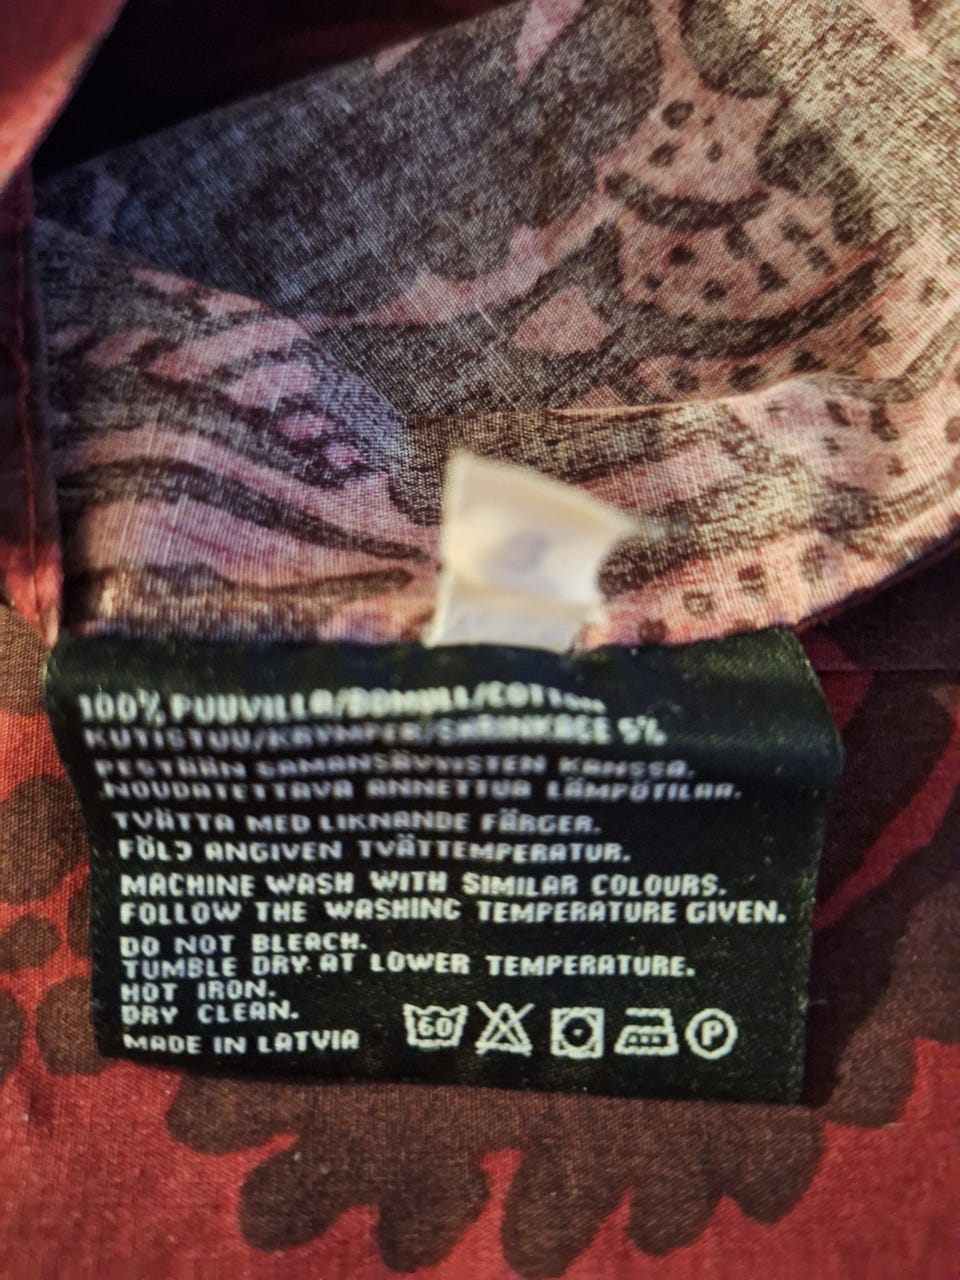 100% PUUVILLA/BOMULL/COTTON
KUTISTUU/KRYMPER/SHRINKAGE 5%
PESTÄÄN SAMANSÄVYISTEN KANSSA.
NOUDATETTAVA ANNETTUA LÄMPÖTILAA.
TVÄTTA MED LIKNANDE FÄRGER.
FÖLJ ANGIVEN TVÄTTEMPERATUR.
MACHINE WASH WITH SIMILAR COLOURS.
FOLLOW THE WASHING TEMPERATURE GIVEN.
DO NOT BLEACH.
TUMBLE DRY AT LOWER TEMPERATURE.
HOT IRON.
DRY CLEAN.
MADE IN LATVIA
60 P